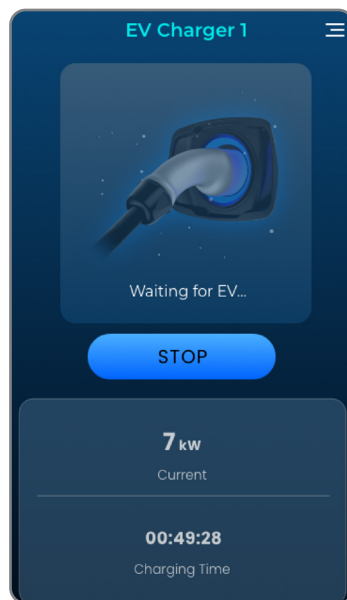 EV Charger 1
Waiting for EV...
STOP
7 kW
Current
00:49:28
Charging Time